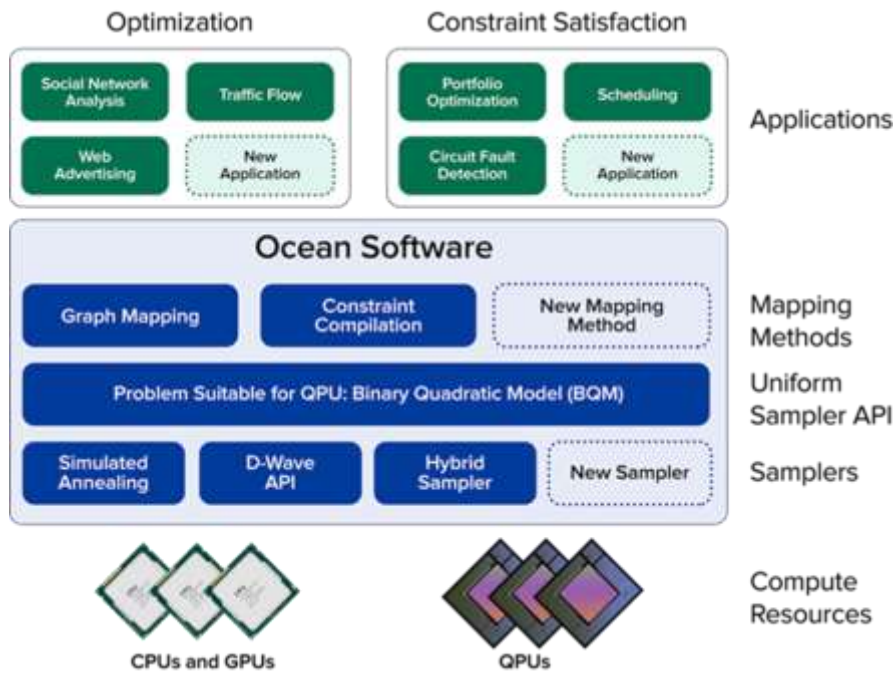 Optimization
Constraint Satisfaction
Social Network
Analysis
Traffic Flow
Portfolio
Optimization
Scheduling
Web
Advertising
New
Application
Circuit Fault
Detection
New
Application
Applications
Ocean Software
Graph Mapping
Constraint
Compilation
New Mapping
Method
Mapping
Methods
Problem Suitable for QPU: Binary Quadratic Model (BQM)
Uniform
Sampler API
Simulated
Annealing
D-Wave
API
Hybrid
Sampler
New Sampler
Samplers
Compute
Resources
CPUs and GPUs
QPUs